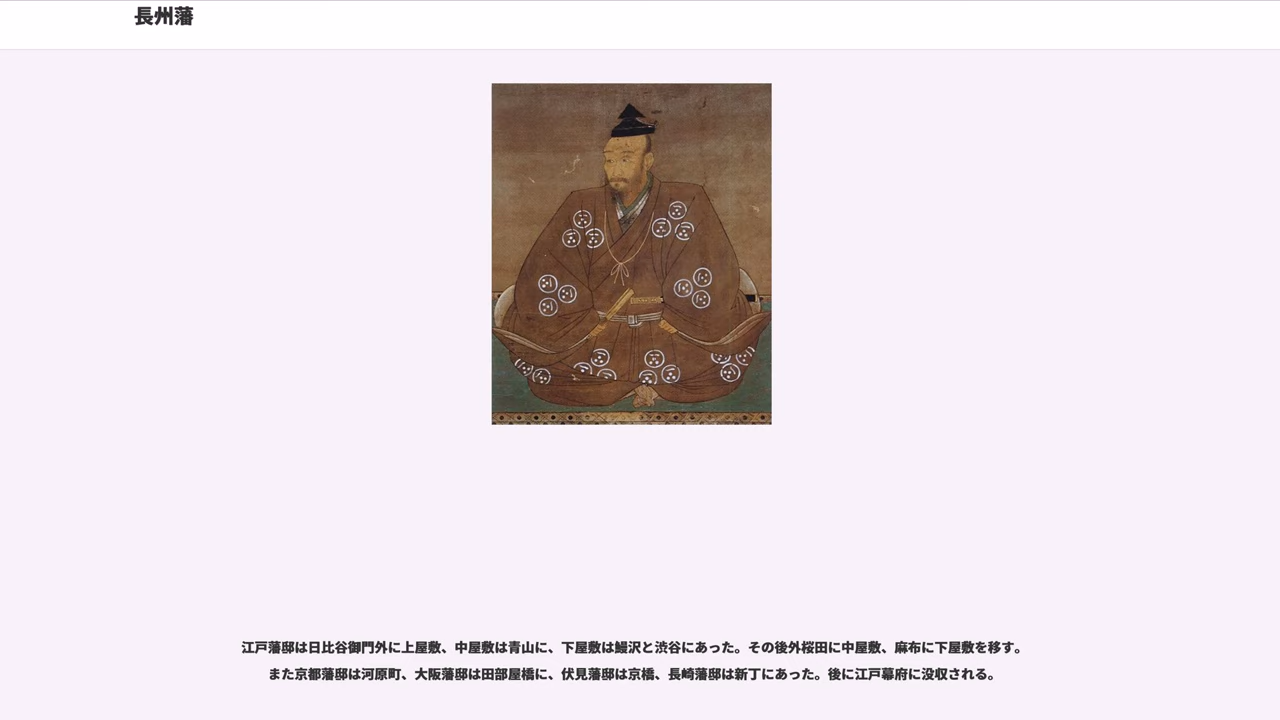 長州藩
江戸藩邸は日比谷御門外に上屋敷、中屋敷は青山に、下屋敷は鰻沢と渋谷にあった。その後外桜田に中屋敷、麻布に下屋敷を移す。
また京都藩邸は河原町、大阪藩邸は田部屋橋に、伏見藩邸は京橋、長崎藩邸は新丁にあった。後に江戸幕府に没収される。